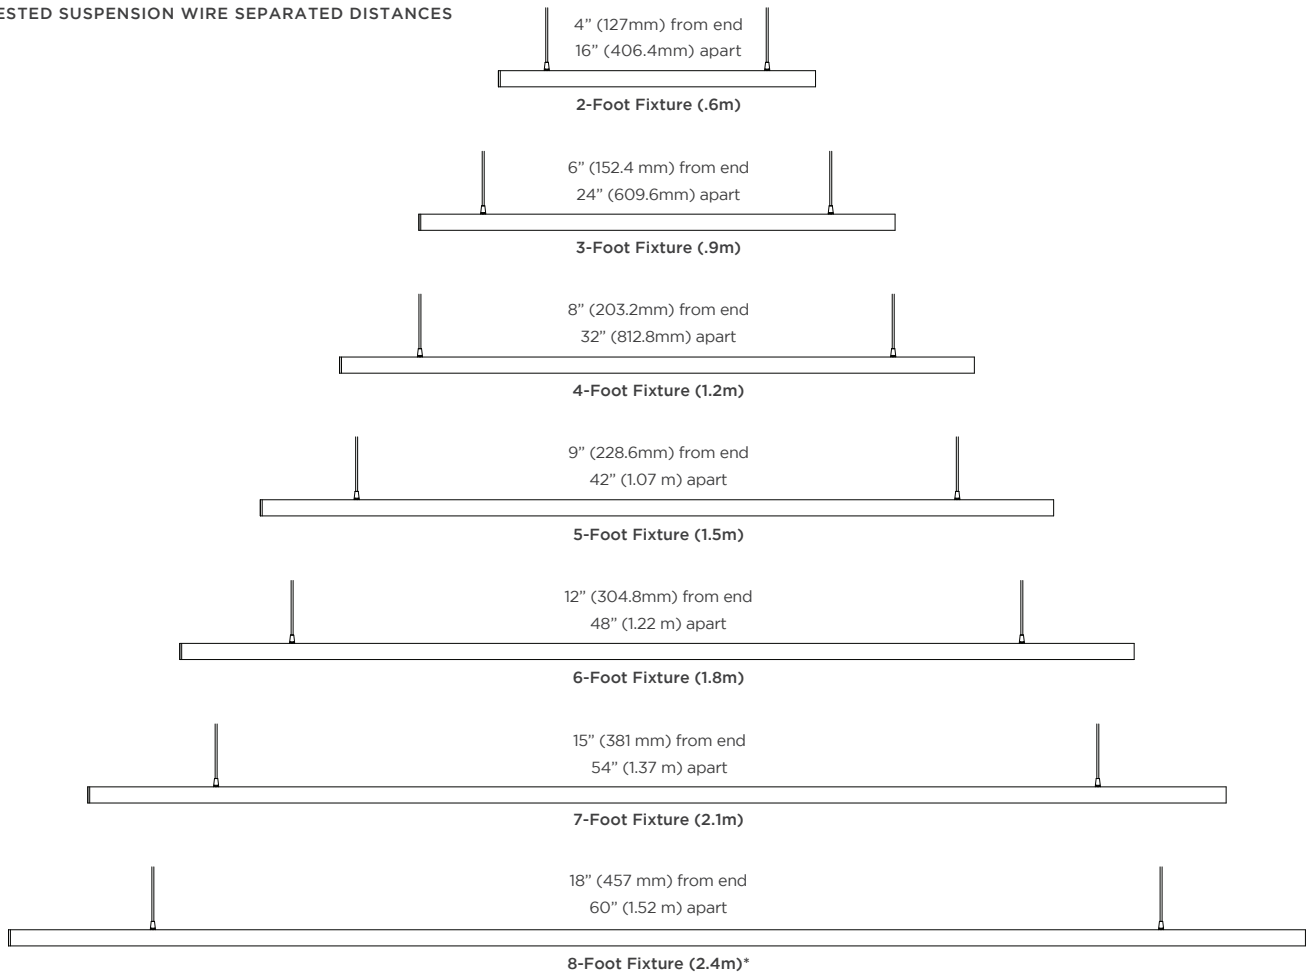 ESTED SUSPENSION WIRE SEPARATED DISTANCES
4” (127mm) from end
16” (406.4mm) apart
2-Foot Fixture (.6m)
6” (152.4 mm) from end
24” (609.6mm) apart
3-Foot Fixture (.9m)
8” (203.2mm) from end
32” (812.8mm) apart
4-Foot Fixture (1.2m)
9” (228.6mm) from end
42” (1.07 m) apart
5-Foot Fixture (1.5m)
12” (304.8mm) from end
48” (1.22 m) apart
6-Foot Fixture (1.8m)
15” (381 mm) from end
54” (1.37 m) apart
7-Foot Fixture (2.1m)
18” (457 mm) from end
60” (1.52 m) apart
8-Foot Fixture (2.4m)*